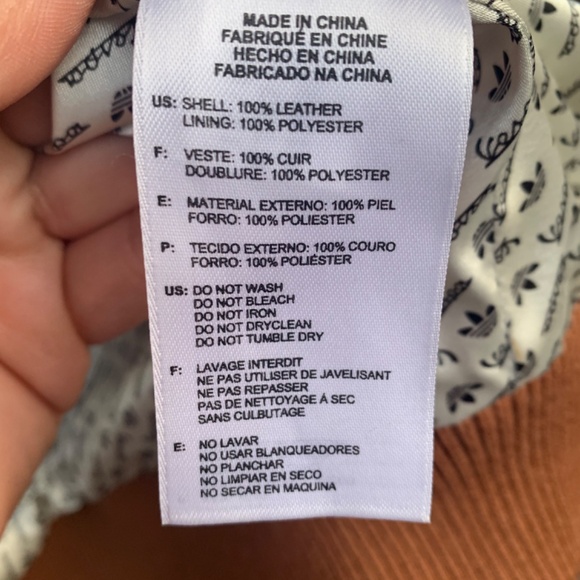 MADE IN CHINA
FABRIQUÉ EN CHINE
HECHO EN CHINA
FABRICADO NA CHINA
US: SHELL: 100% LEATHER
LINING: 100% POLYESTER
F: VESTE: 100% CUIR
DOUBLURE: 100% POLYESTER
E: MATERIAL EXTERNO: 100% PIEL
FORRO: 100% POLIESTER
P: TECIDO EXTERNO: 100% COURO
FORRO: 100% POLIÉSTER
US: DO NOT WASH
DO NOT BLEACH
DO NOT IRON
DO NOT DRYCLEAN
DO NOT TUMBLE DRY
F: LAVAGE INTERDIT
NE PAS UTILISER DE JAVELISANT
NE PAS REPASSER
PAS DE NETTOYAGE À SEC
SANS CULBUTAGE
E: NO LAVAR
NO USAR BLANQUEADORES
NO PLANCHAR
NO LIMPIAR EN SECO
NO SECAR EN MAQUINA